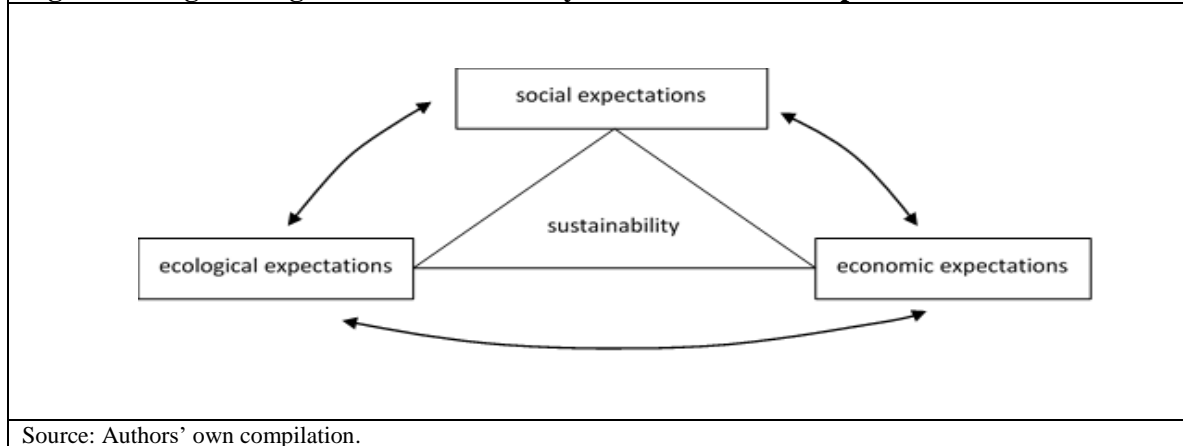 social expectations
sustainability
ecological expectations
economic expectations
Source: Authors’ own compilation.